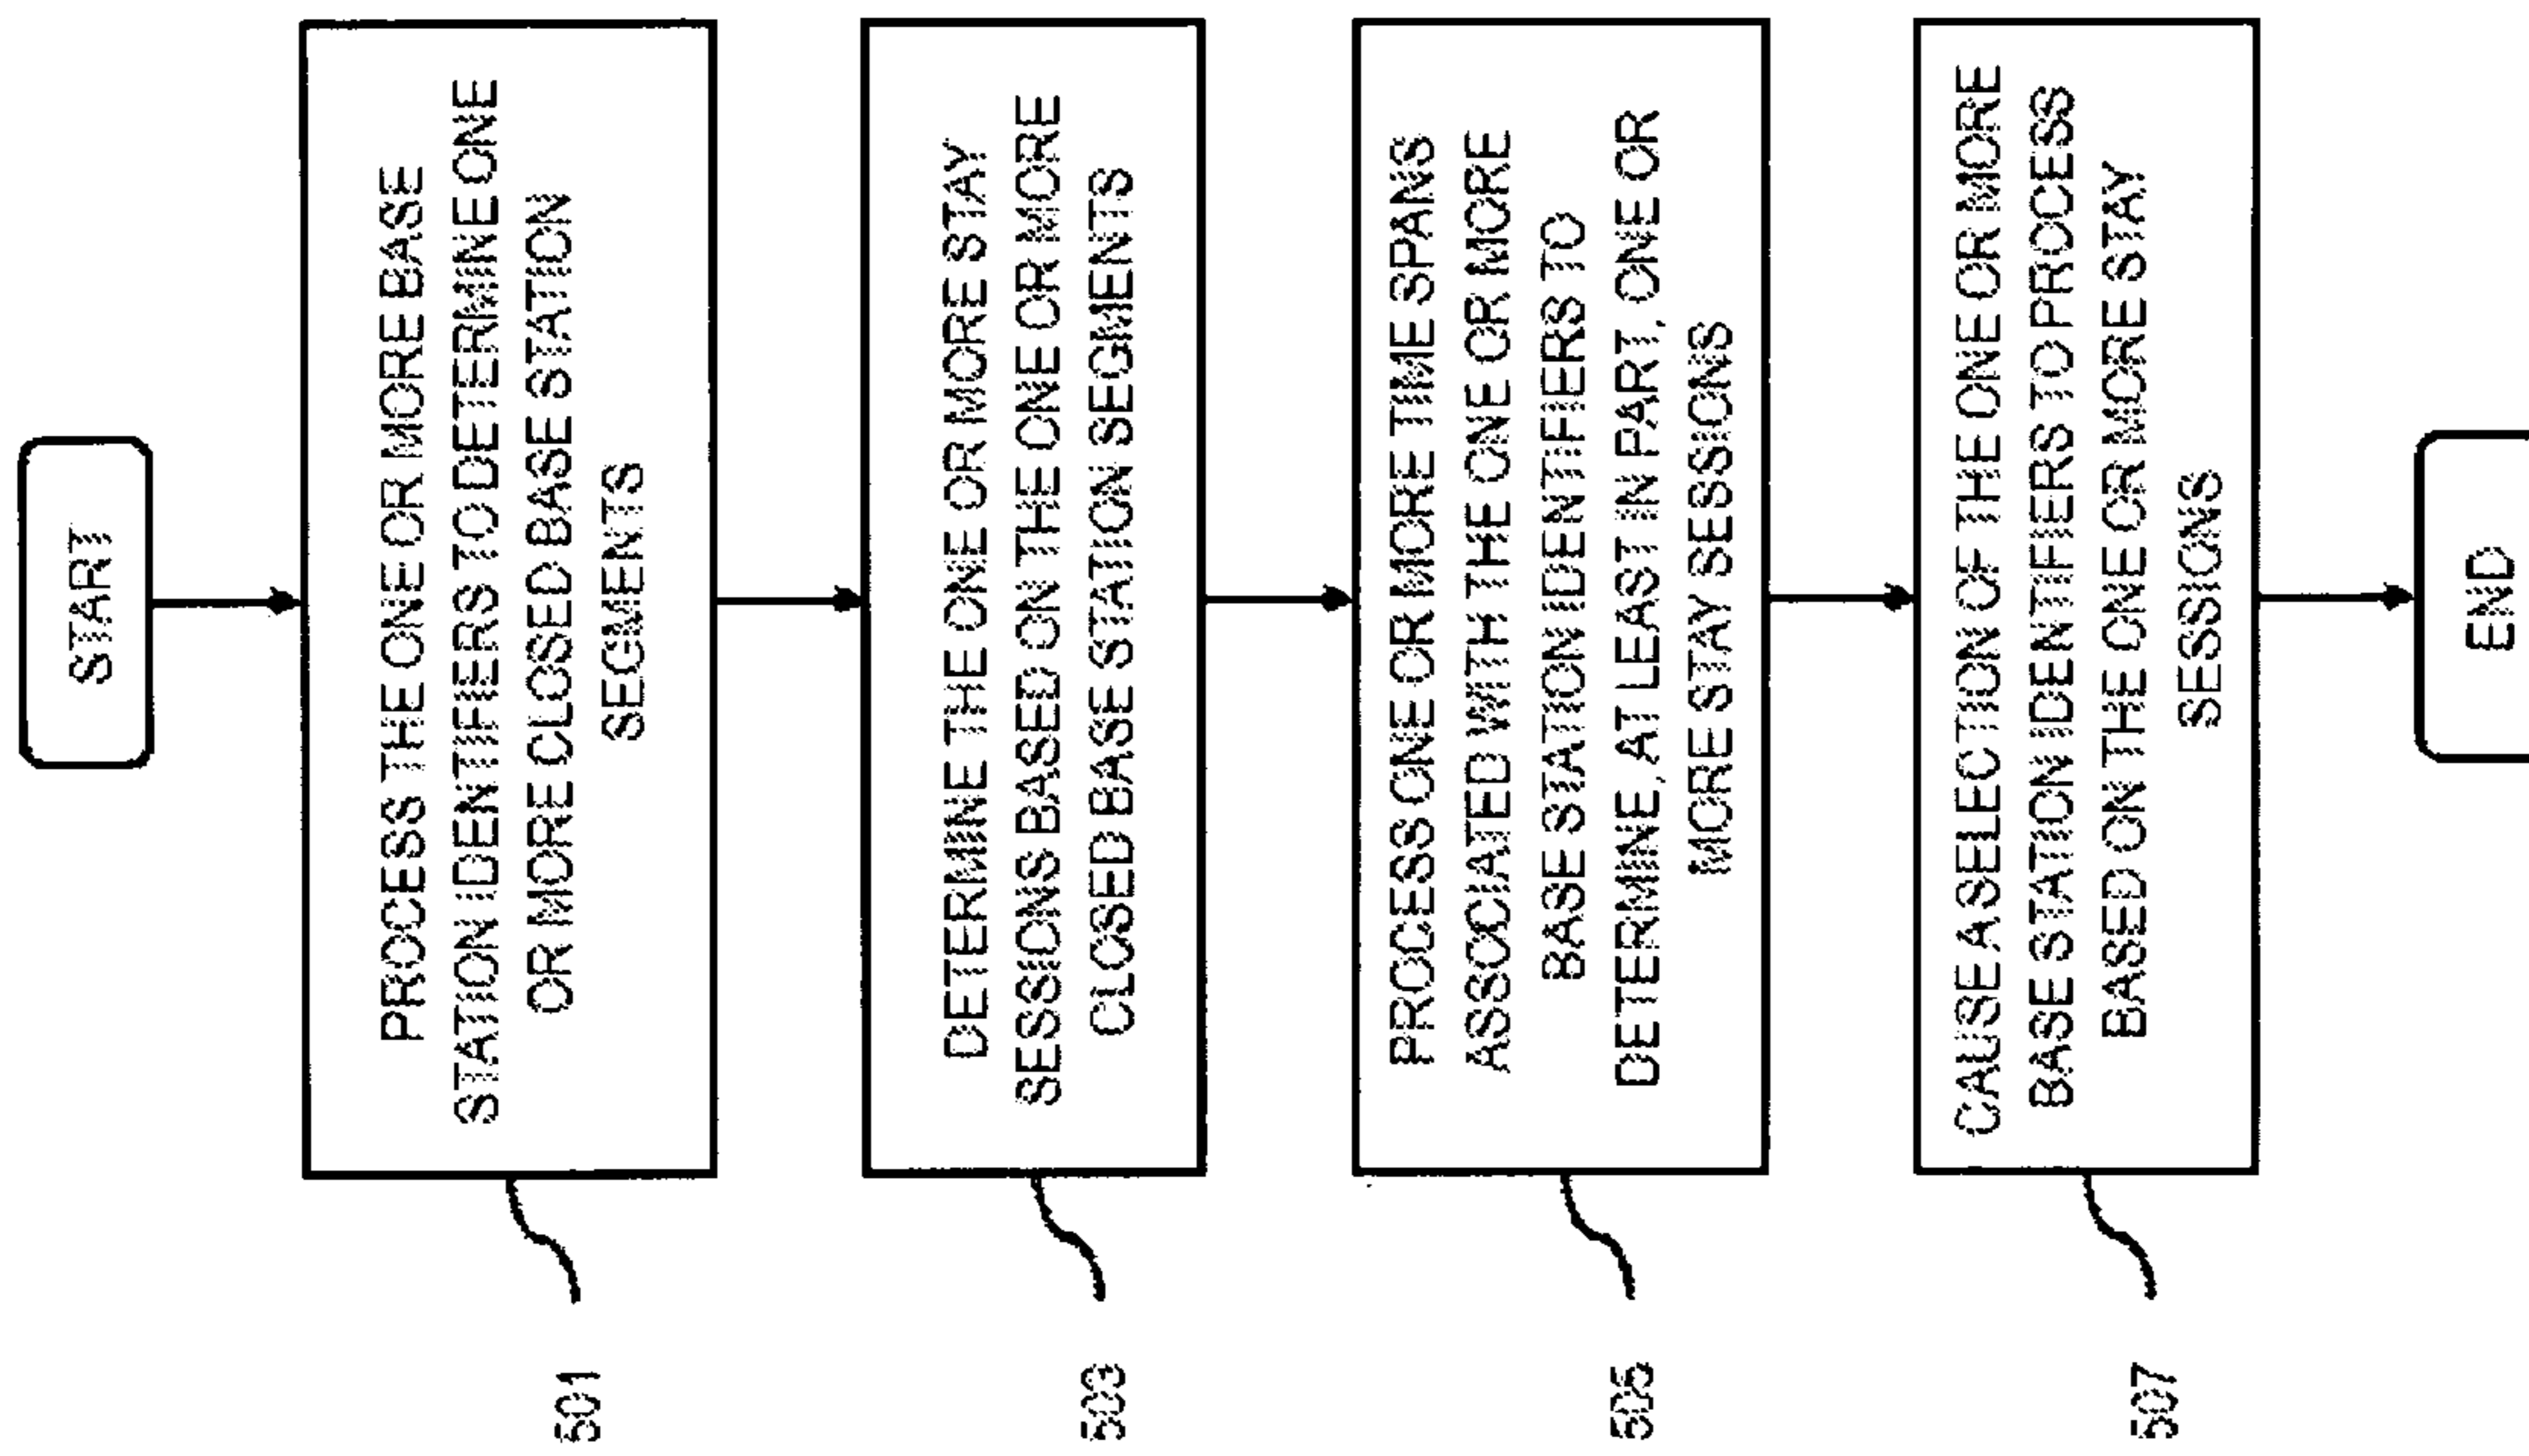 START
PROCESS THE ONE OR MORE BASE
STATION IDENTIFIERS TO DETERMINE ONE
OR MORE CLOSED BASE STATION
SEGMENTS
501
DETERMINE THE ONE OR MORE STAY
SESSIONS BASED ON THE ONE OR MORE
CLOSED BASE STATION SEGMENTS
503
PROCESS ONE OR MORE TIME SPANS
ASSOCIATED WITH THE ONE OR MORE
BASE STATION IDENTIFIERS TO
DETERMINE, AT LEAST IN PART, ONE OR
MORE STAY SESSIONS
505
CAUSE A SELECTION OF THE ONE OR MORE
BASE STATION IDENTIFIERS TO PROCESS
BASED ON THE ONE OR MORE STAY
SESSIONS
507
END